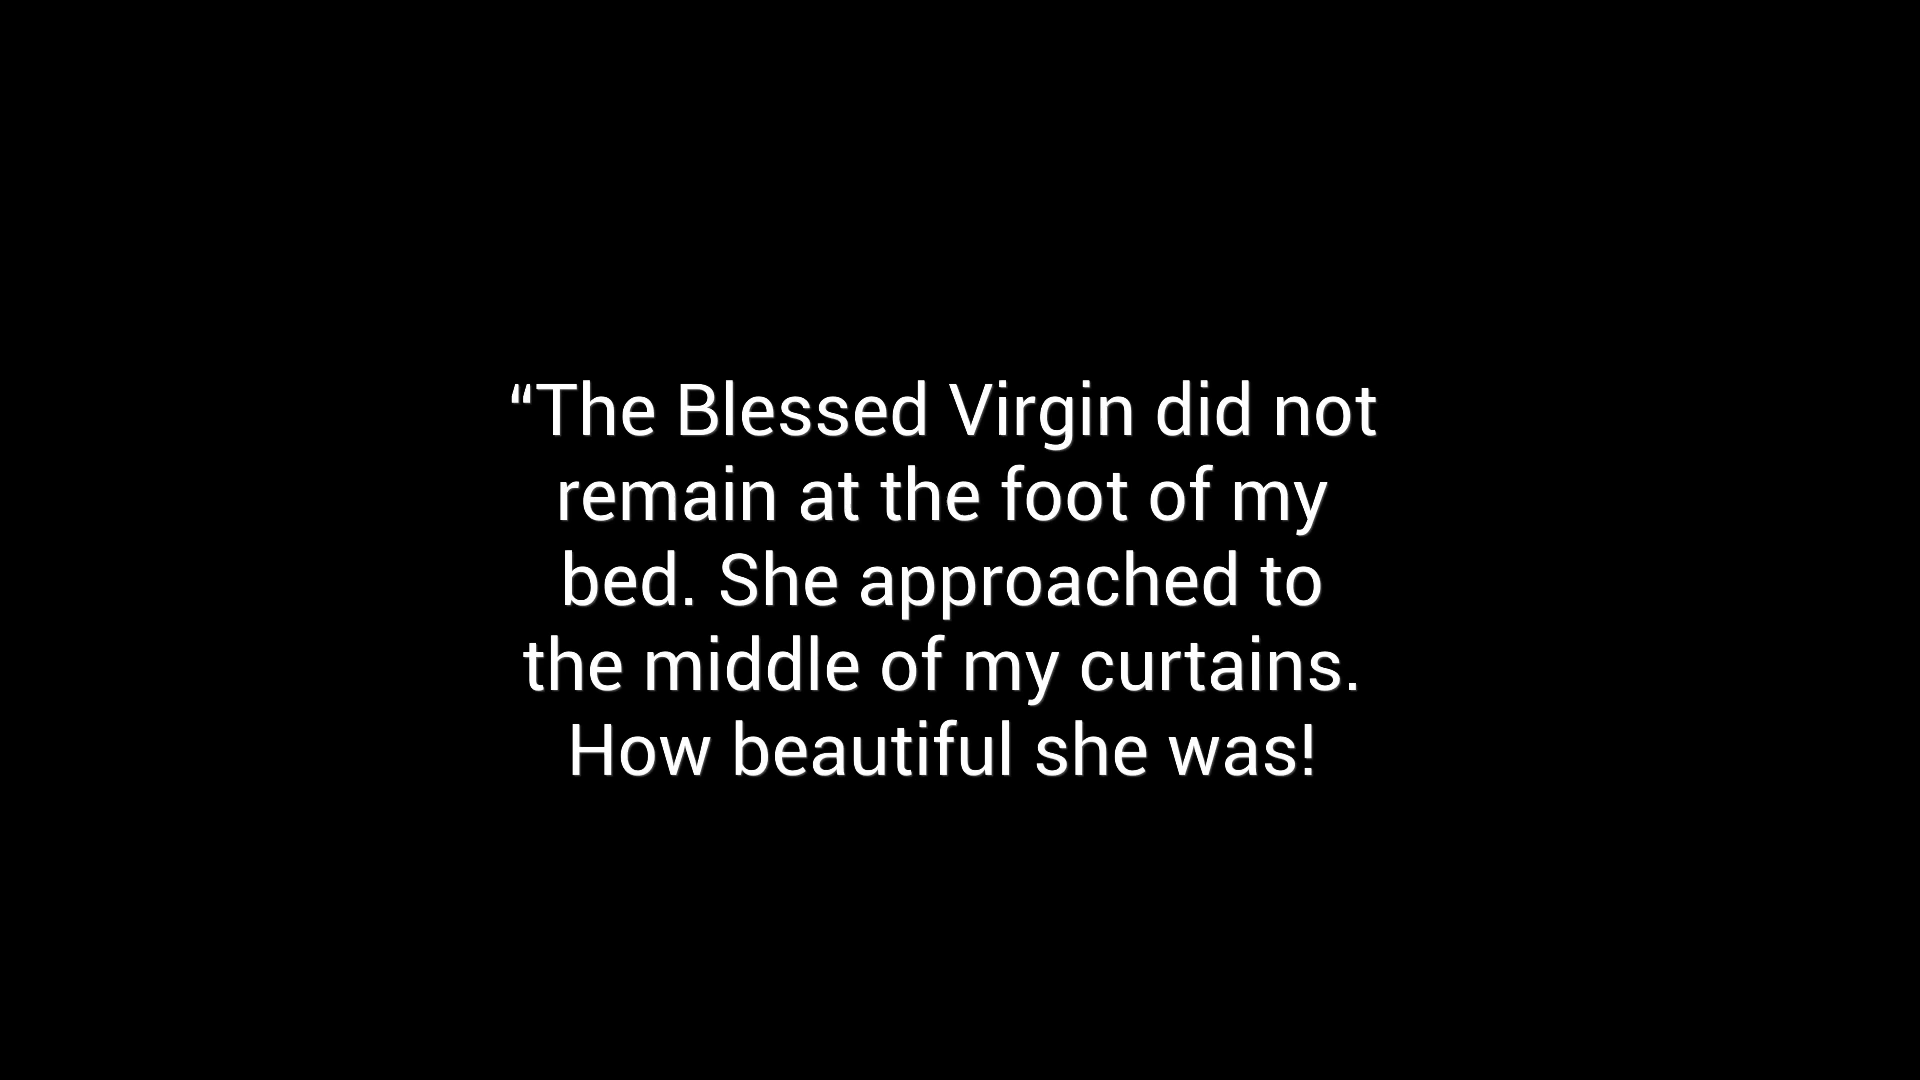 “The Blessed Virgin did not
remain at the foot of my
bed. She approached to
the middle of my curtains.
How beautiful she was!